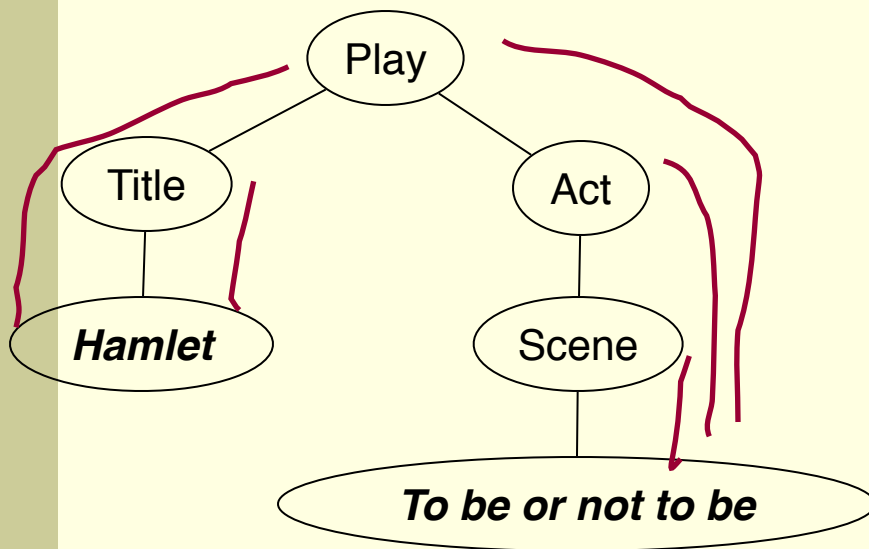 Play
Title
Act
Hamlet
Scene
To be or not to be